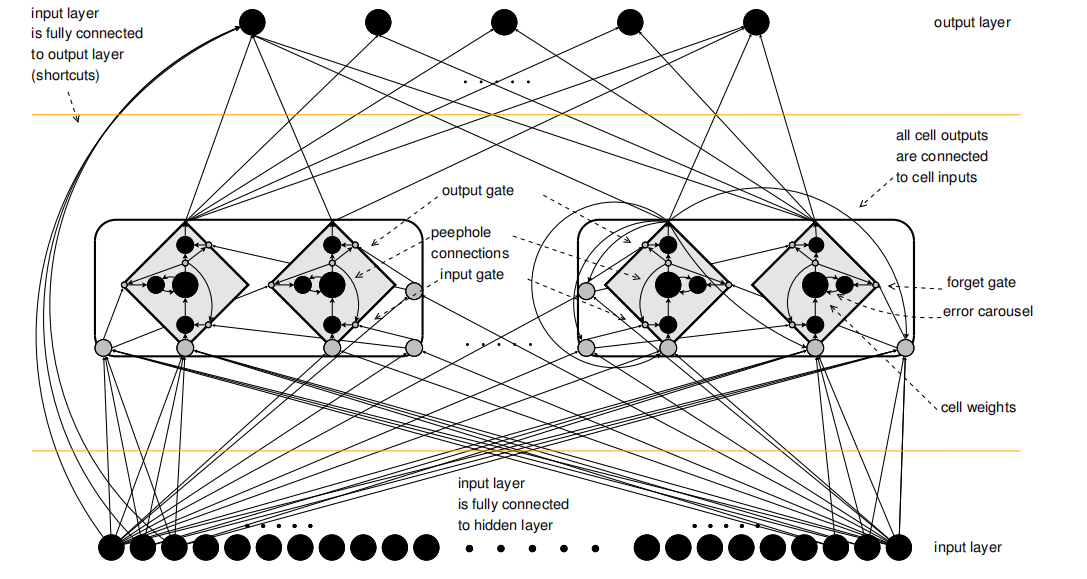 input layer
is fully connected
to output layer
(shortcuts)
output layer
all cell outputs
are connected
to cell inputs
output gate
peephole
connections
input gate
forget gate
error carousel
cell weights
input layer
is fully connected
to hidden layer
input layer